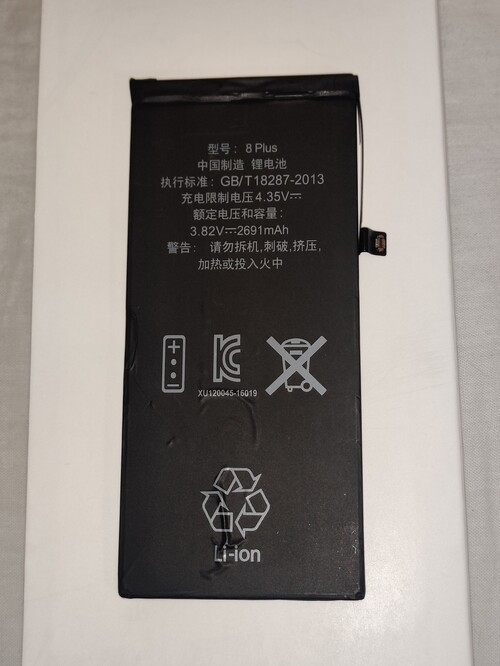 型号：8 Plus
中国制造 锂电池
执行标准：GB/T18287-2013
充电限制电压4.35V⎓
额定电压和容量：
3.82V⎓2691mAh
警告：请勿拆机,刺破,挤压,
加热或投入火中
XU120045-16019
Li-ion